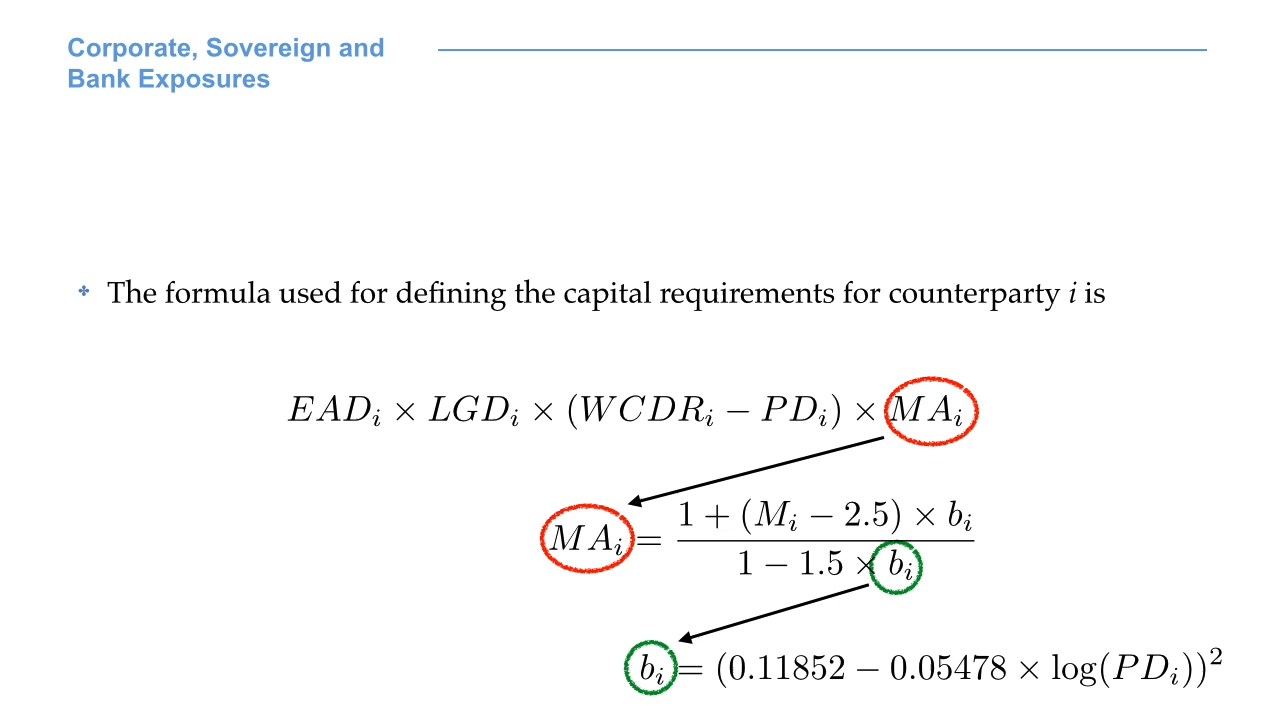 Corporate, Sovereign and
Bank Exposures
✤ The formula used for defining the capital requirements for counterparty i is
EAD_i × LGD_i × (WCDR_i − PD_i) × MA_i
MA_i = \frac{1 + (M_i − 2.5) × b_i}{1 − 1.5 × b_i}
b_i = (0.11852 − 0.05478 × log(PD_i))^2